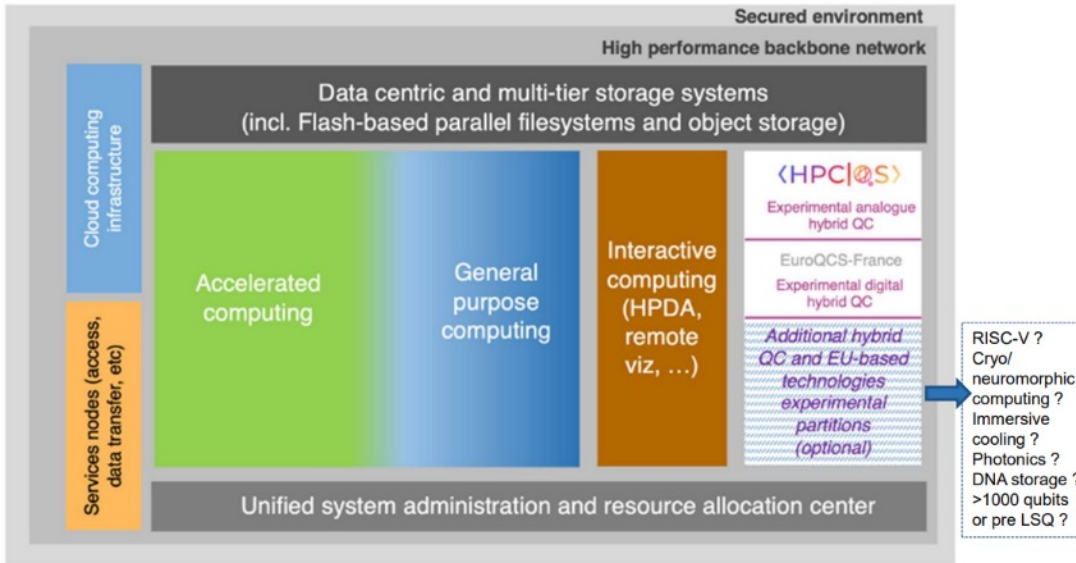 Secured environment
High performance backbone network
Cloud computing
infrastructure
Services nodes (access,
data transfer, etc)
Data centric and multi-tier storage systems
(incl. Flash-based parallel filesystems and object storage)
Accelerated
computing
General
purpose
computing
Interactive
computing
(HPDA,
remote
viz, …)
<HPC|QS>
Experimental analogue
hybrid QC
EuroQCS-France
Experimental digital
hybrid QC
Additional hybrid
QC and EU-based
technologies
experimental
partitions
(optional)
RISC-V ?
Cryo/
neuromorphic
computing ?
Immersive
cooling ?
Photonics ?
DNA storage ?
>1000 qubits
or pre LSQ ?
Unified system administration and resource allocation center